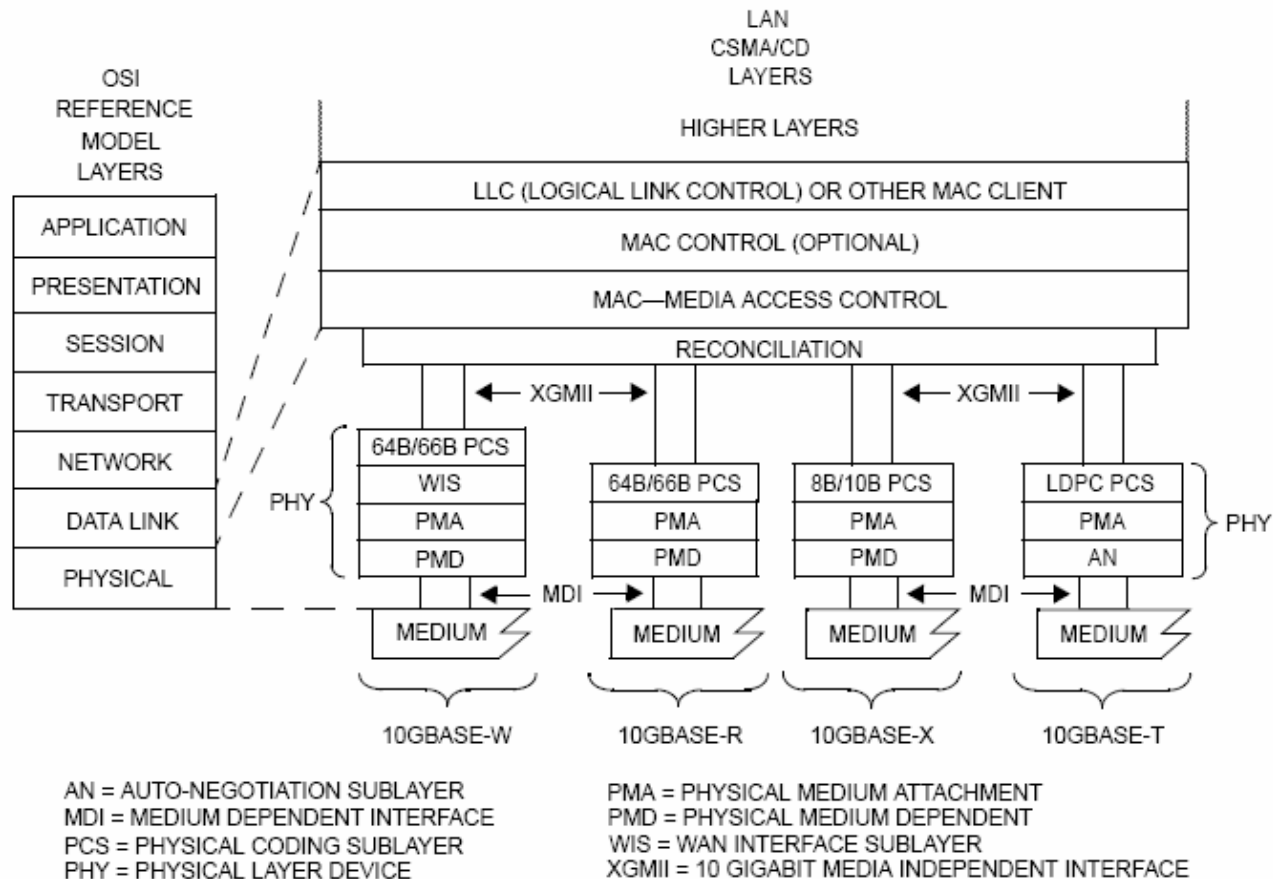 LAN
CSMA/CD
LAYERS
OSI
REFERENCE
MODEL
LAYERS
HIGHER LAYERS
LLC (LOGICAL LINK CONTROL) OR OTHER MAC CLIENT
MAC CONTROL (OPTIONAL)
MAC—MEDIA ACCESS CONTROL
RECONCILIATION
APPLICATION
PRESENTATION
SESSION
TRANSPORT
NETWORK
DATA LINK
PHYSICAL
XGMII
XGMII
PHY
64B/66B PCS
WIS
PMA
PMD
64B/66B PCS
PMA
PMD
8B/10B PCS
PMA
PMD
LDPC PCS
PMA
AN
PHY
MDI
MDI
MEDIUM
MEDIUM
MEDIUM
MEDIUM
10GBASE-W
10GBASE-R
10GBASE-X
10GBASE-T
AN = AUTO-NEGOTIATION SUBLAYER
MDI = MEDIUM DEPENDENT INTERFACE
PCS = PHYSICAL CODING SUBLAYER
PHY = PHYSICAL LAYER DEVICE
PMA = PHYSICAL MEDIUM ATTACHMENT
PMD = PHYSICAL MEDIUM DEPENDENT
WIS = WAN INTERFACE SUBLAYER
XGMII = 10 GIGABIT MEDIA INDEPENDENT INTERFACE